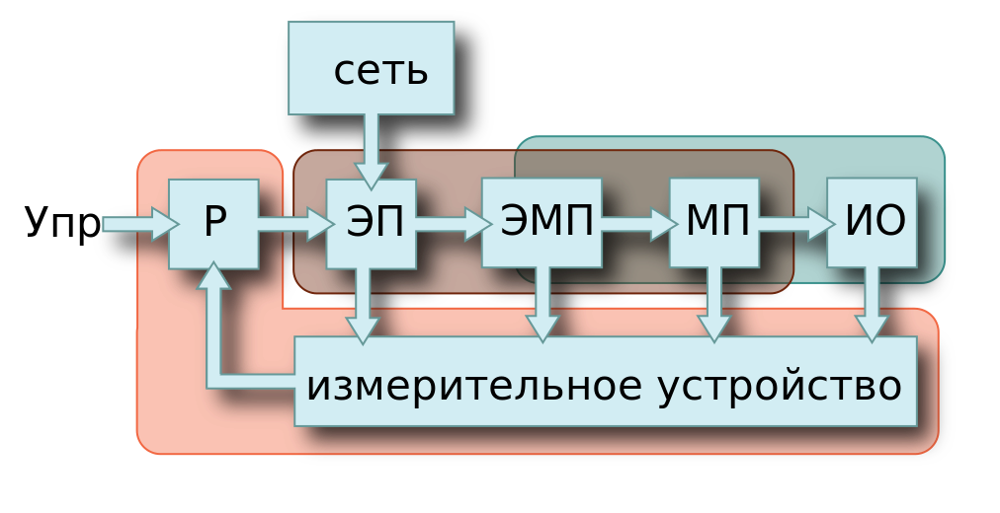 сеть
Упр
Р
ЭП
ЭМП
МП
ИО
измерительное устройство